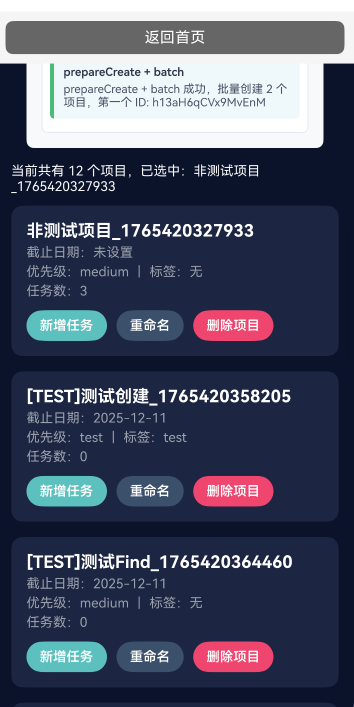 返回首页
prepareCreate + batch
prepareCreate + batch 成功，批量创建 2 个
项目，第一个 ID: h13aH6qCVx9MvEnM
当前共有 12 个项目，已选中：非测试项目
_1765420327933
非测试项目_1765420327933
截止日期：未设置
优先级：medium ｜ 标签：无
任务数：3
新增任务 重命名 删除项目
[TEST]测试创建_1765420358205
截止日期：2025-12-11
优先级：test ｜ 标签：test
任务数：0
新增任务 重命名 删除项目
[TEST]测试Find_1765420364460
截止日期：2025-12-11
优先级：medium ｜ 标签：无
任务数：0
新增任务 重命名 删除项目